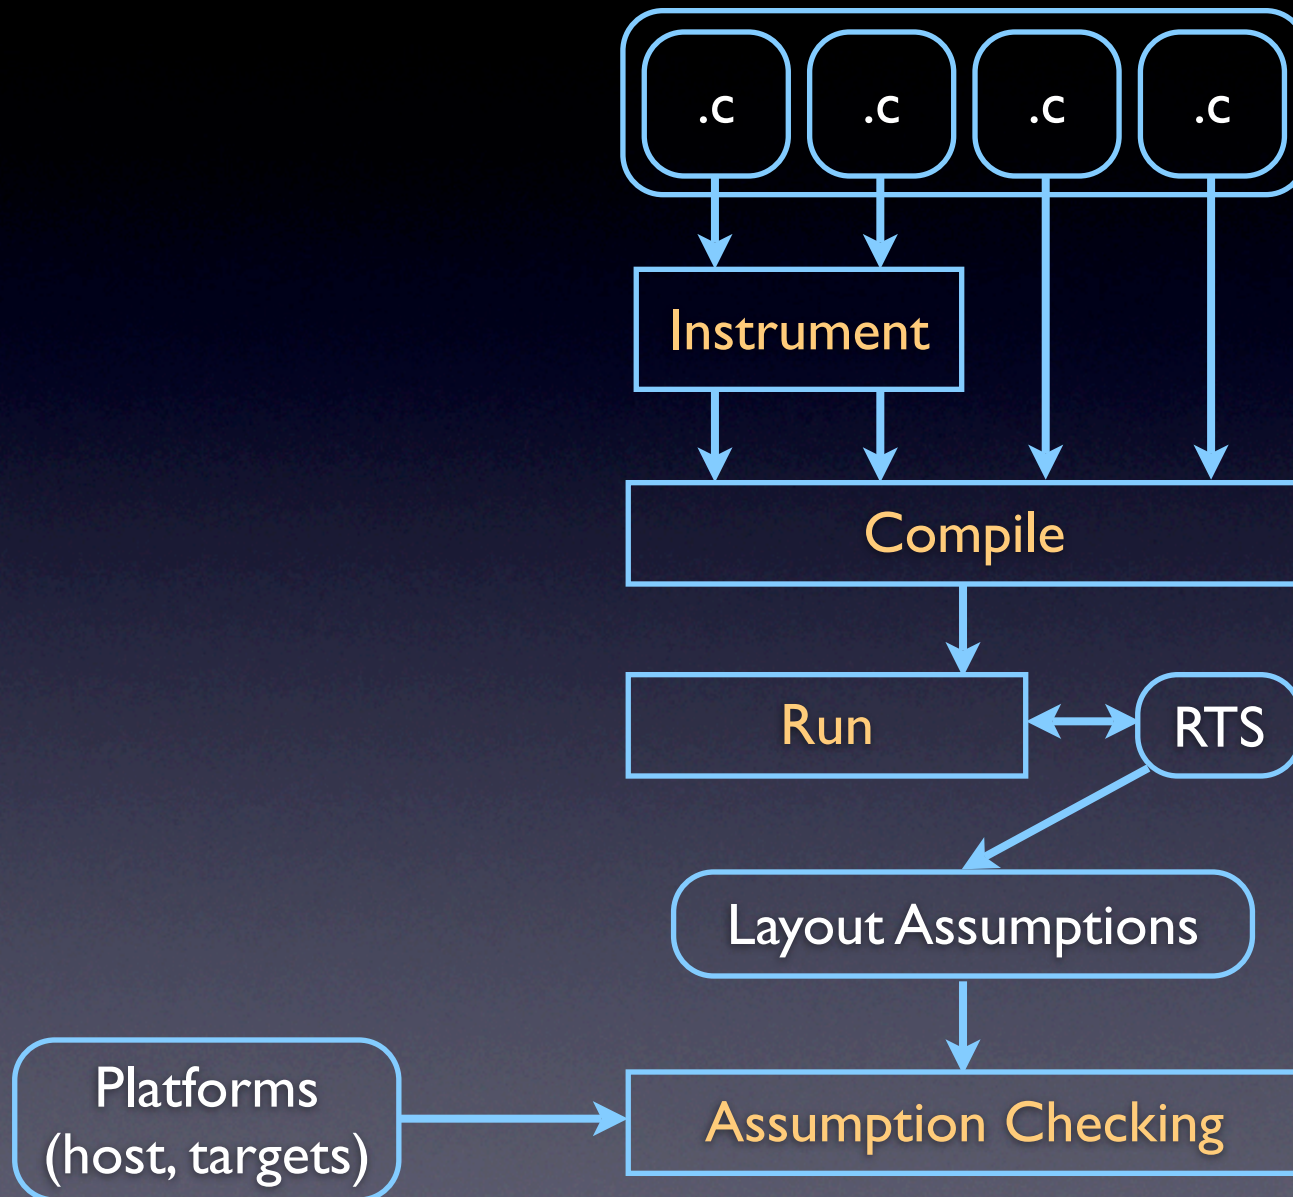 .c
.c
.c
.c
Instrument
Compile
Run
RTS
Layout Assumptions
Platforms
(host, targets)
Assumption Checking